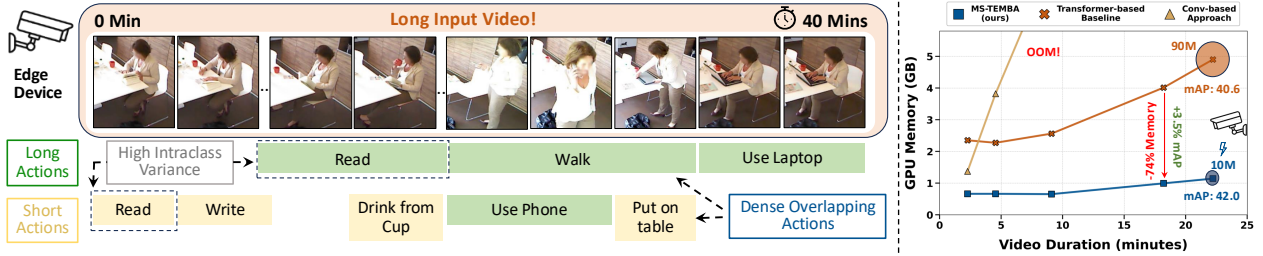 0 Min
Long Input Video!
40 Mins
Edge
Device
Long
Actions
High Intraclass
Variance
Read
Walk
Use Laptop
Short
Actions
Read
Write
Drink from
Cup
Use Phone
Put on
table
Dense Overlapping
Actions
MS-TEMBA
(ours)
Transformer-based
Baseline
Conv-based
Approach
GPU Memory (GB)
5
4
3
2
1
0
OOM!
90M
mAP: 40.6
-74% Memory
+3.5% mAP
10M
mAP: 42.0
0 5 10 15 20 25
Video Duration (minutes)